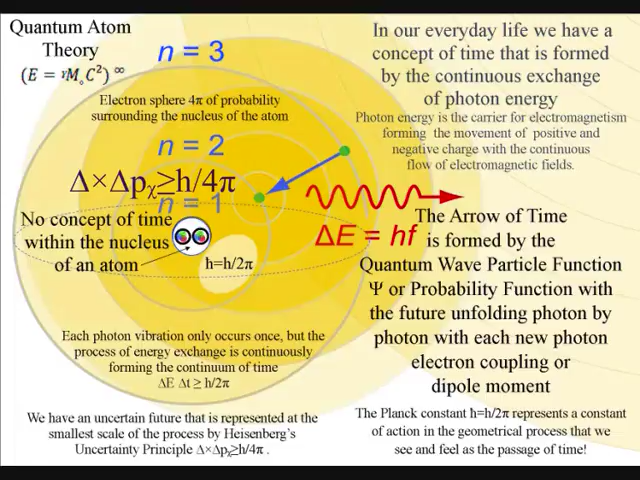 Quantum Atom
Theory
(E = ᵞM₀C²)∞
n = 3
Electron sphere 4π of probability
surrounding the nucleus of the atom
n = 2
Δ×Δpᵪ≥h/4π
n = 1
No concept of time
within the nucleus
of an atom
h=h/2π
Each photon vibration only occurs once, but the
process of energy exchange is continuously
forming the continuum of time
ΔE Δt ≥ h/2π
We have an uncertain future that is represented at the
smallest scale of the process by Heisenberg's
Uncertainty Principle Δ×Δpᵪ≥h/4π .
In our everyday life we have a
concept of time that is formed
by the continuous exchange
of photon energy
Photon energy is the carrier for electromagnetism
forming the movement of positive and
negative charge with the continuous
flow of electromagnetic fields.
ΔE = hf
The Arrow of Time
is formed by the
Quantum Wave Particle Function
Ψ or Probability Function with
the future unfolding photon by
photon with each new photon
electron coupling or
dipole moment
The Planck constant ħ=h/2π represents a constant
of action in the geometrical process that we
see and feel as the passage of time!